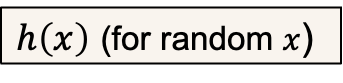 h(x) (for random x)